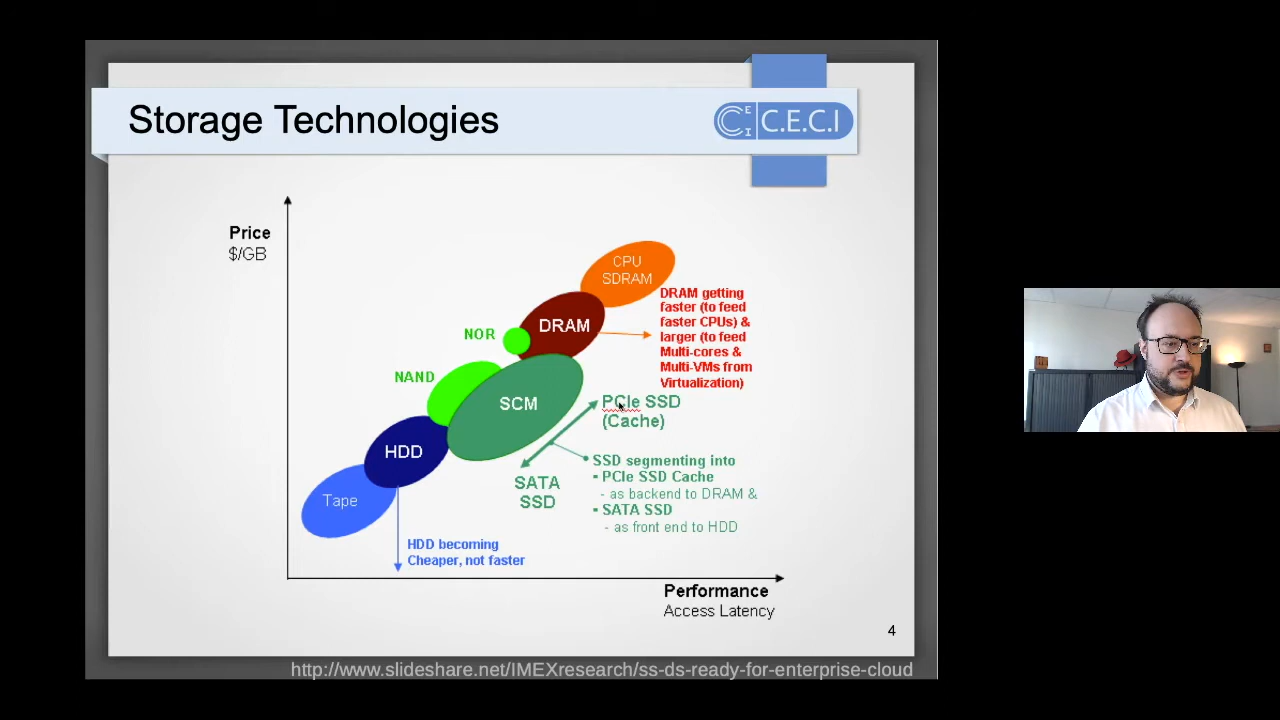 Storage Technologies
C E C I
C.E.C.I
Price
$/GB
CPU
SDRAM
DRAM getting
faster (to feed
faster CPUs) &
larger (to feed
Multi-cores &
Multi-VMs from
Virtualization)
DRAM
NOR
NAND
SCM
PCIe SSD
(Cache)
HDD
SSD segmenting into
▪ PCIe SSD Cache
- as backend to DRAM &
▪ SATA SSD
- as front end to HDD
SATA
SSD
Tape
HDD becoming
Cheaper, not faster
Performance
Access Latency
4
http://www.slideshare.net/IMEXresearch/ss-ds-ready-for-enterprise-cloud